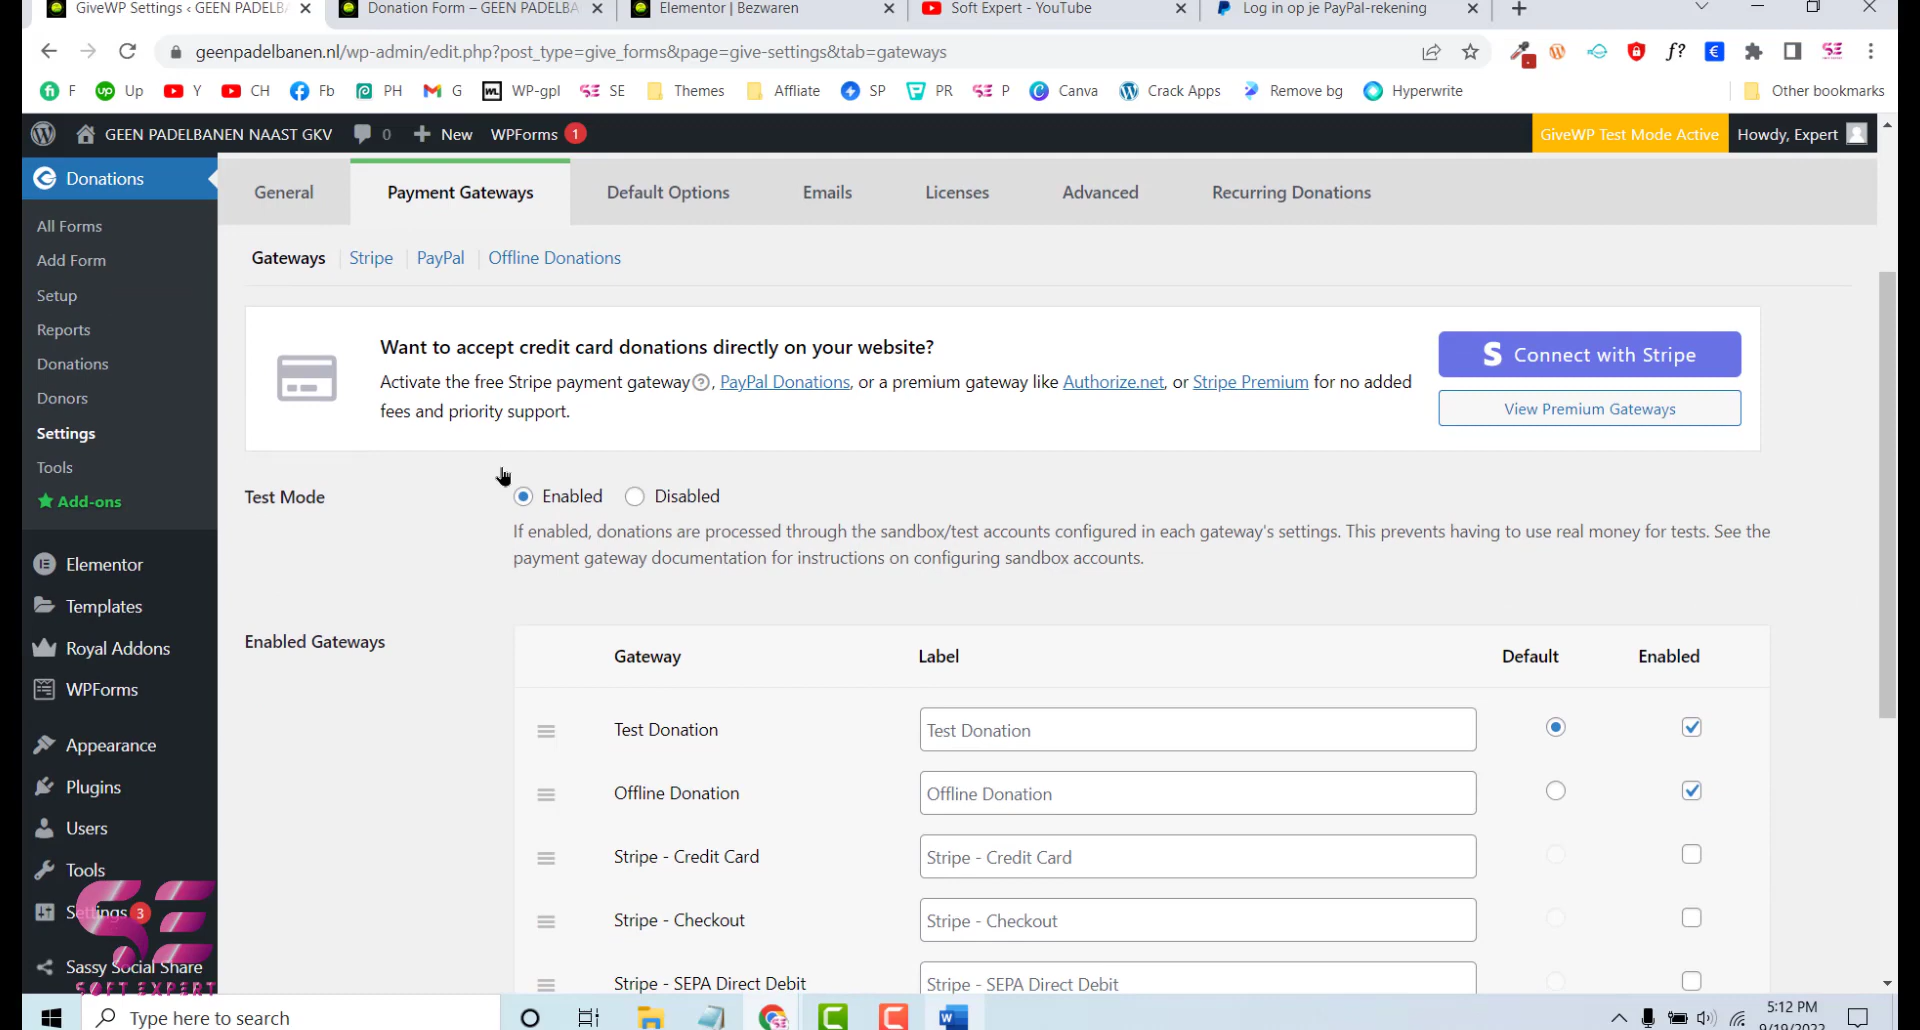 GiveWP Settings ‹ GEEN PADELBA
Donation Form – GEEN PADELBA
Elementor | Bezwaren
Soft Expert - YouTube
Log in op je PayPal-rekening
geenpadelbanen.nl/wp-admin/edit.php?post_type=give_forms&page=give-settings&tab=gateways
F Up Y CH Fb PH G WP-gpl SE Themes Affliate SP PR P Canva Crack Apps Remove bg Hyperwrite Other bookmarks
GEEN PADELBANEN NAAST GKV 0 New WPForms 1 GiveWP Test Mode Active Howdy, Expert
Donations
All Forms
Add Form
Setup
Reports
Donations
Donors
Settings
Tools
Add-ons
Elementor
Templates
Royal Addons
WPForms
Appearance
Plugins
Users
Tools
Settings 3
Sassy Social Share
SOFT EXPERT
General Payment Gateways Default Options Emails Licenses Advanced Recurring Donations
Gateways | Stripe | PayPal | Offline Donations
Want to accept credit card donations directly on your website?
Activate the free Stripe payment gateway?, PayPal Donations, or a premium gateway like Authorize.net, or Stripe Premium for no added
fees and priority support.
S Connect with Stripe
View Premium Gateways
Test Mode Enabled Disabled
If enabled, donations are processed through the sandbox/test accounts configured in each gateway's settings. This prevents having to use real money for tests. See the
payment gateway documentation for instructions on configuring sandbox accounts.
Enabled Gateways
Gateway Label Default Enabled
Test Donation Test Donation
Offline Donation Offline Donation
Stripe - Credit Card Stripe - Credit Card
Stripe - Checkout Stripe - Checkout
Stripe - SEPA Direct Debit Stripe - SEPA Direct Debit
Type here to search
5:12 PM
9/19/2022